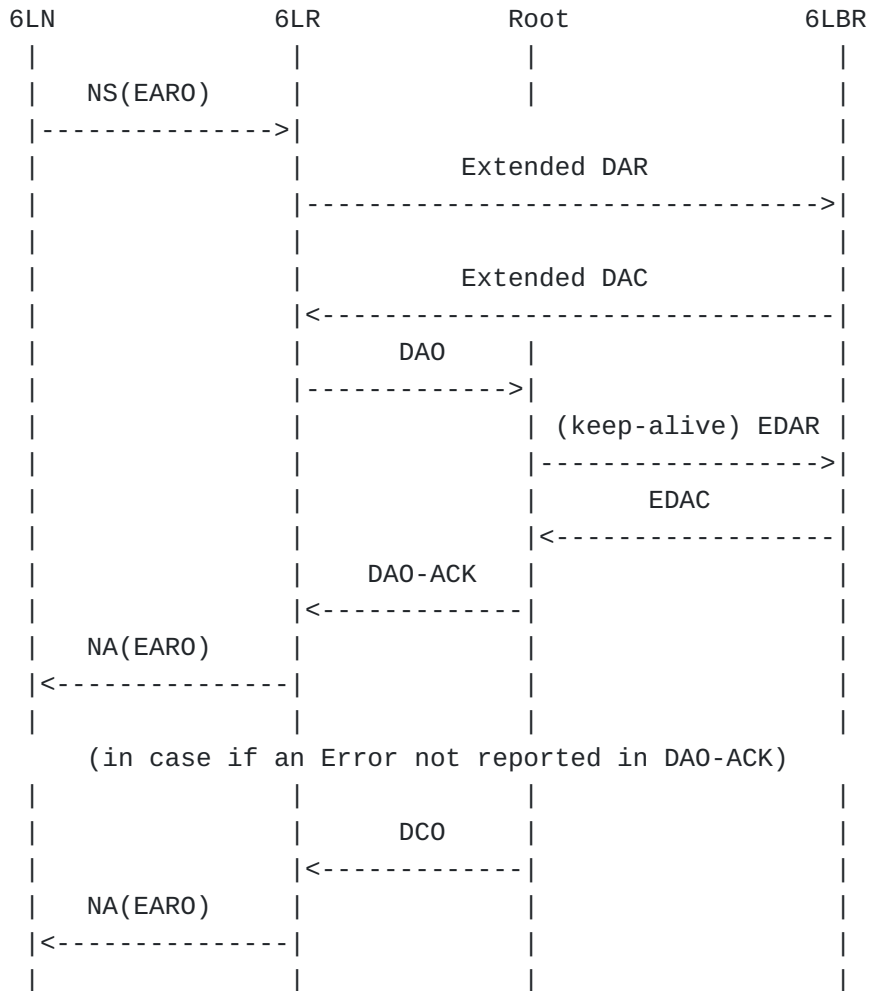 6LN 6LR Root 6LBR
NS(EARO)
Extended DAR
Extended DAC
DAO
(keep-alive) EDAR
EDAC
DAO-ACK
NA(EARO)
(in case if an Error not reported in DAO-ACK)
DCO
NA(EARO)